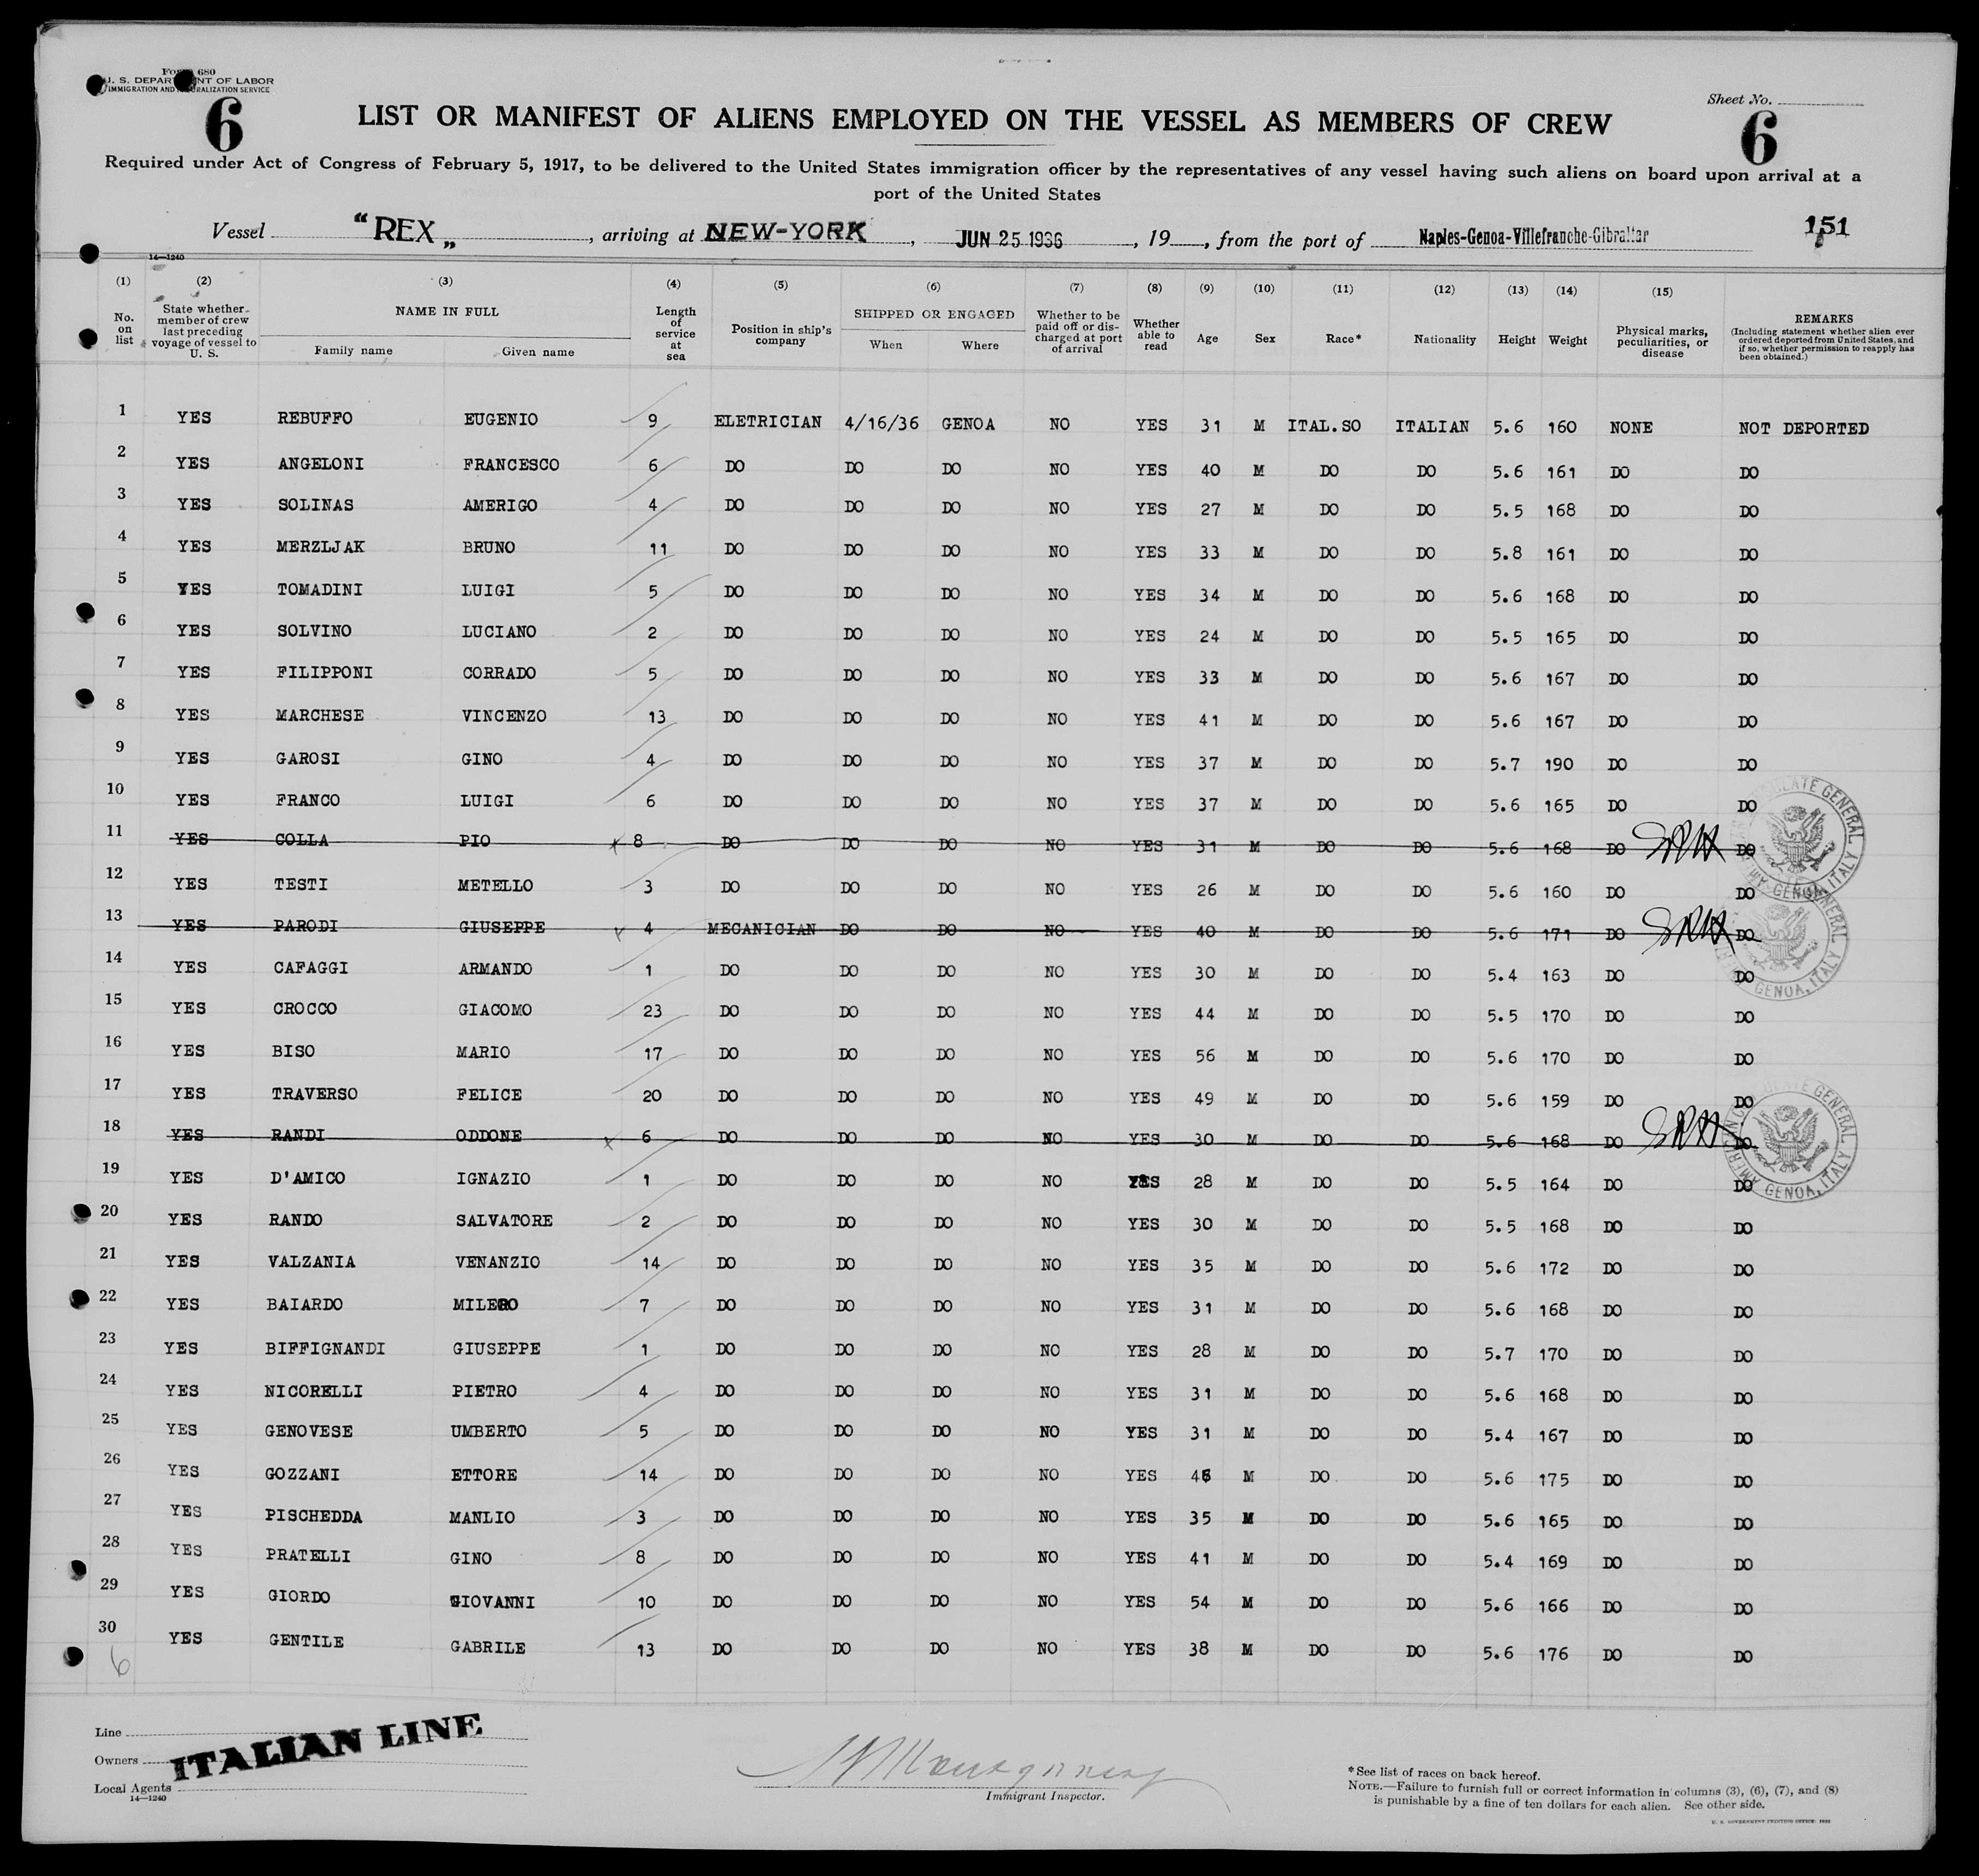 Form 680
U. S. DEPARTMENT OF LABOR
IMMIGRATION AND NATURALIZATION SERVICE
6
LIST OR MANIFEST OF ALIENS EMPLOYED ON THE VESSEL AS MEMBERS OF CREW
Sheet No.
6
Required under Act of Congress of February 5, 1917, to be delivered to the United States immigration officer by the representatives of any vessel having such aliens on board upon arrival at a
port of the United States
Vessel "REX„ , arriving at NEW-YORK , JUN 25 1936 , 19 , from the port of Naples-Genoa-Villefranche-Gibraltar
151
14—1240
(1) (2) (3) (4) (5) (6) (7) (8) (9) (10) (11) (12) (13) (14) (15)
No. on list State whether member of crew last preceding voyage of vessel to U. S. NAME IN FULL Family name Given name Length of service at sea Position in ship's company SHIPPED OR ENGAGED When Where Whether to be paid off or discharged at port of arrival Whether able to read Age Sex Race* Nationality Height Weight Physical marks, peculiarities, or disease REMARKS (Including statement whether alien ever ordered deported from United States, and if so, whether permission to reapply has been obtained.)
1 YES REBUFFO EUGENIO 9 ELETRICIAN 4/16/36 GENOA NO YES 31 M ITAL.SO ITALIAN 5.6 160 NONE NOT DEPORTED
2 YES ANGELONI FRANCESCO 6 DO DO DO NO YES 40 M DO DO 5.6 161 DO DO
3 YES SOLINAS AMERIGO 4 DO DO DO NO YES 27 M DO DO 5.5 168 DO DO
4 YES MERZLJAK BRUNO 11 DO DO DO NO YES 33 M DO DO 5.8 161 DO DO
5 YES TOMADINI LUIGI 5 DO DO DO NO YES 34 M DO DO 5.6 168 DO DO
6 YES SOLVINO LUCIANO 2 DO DO DO NO YES 24 M DO DO 5.5 165 DO DO
7 YES FILIPPONI CORRADO 5 DO DO DO NO YES 33 M DO DO 5.6 167 DO DO
8 YES MARCHESE VINCENZO 13 DO DO DO NO YES 41 M DO DO 5.6 167 DO DO
9 YES GAROSI GINO 4 DO DO DO NO YES 37 M DO DO 5.7 190 DO DO
10 YES FRANCO LUIGI 6 DO DO DO NO YES 37 M DO DO 5.6 165 DO DO
11 YES COLLA PIO 8 DO DO DO NO YES 31 M DO DO 5.6 168 DO DO
12 YES TESTI METELLO 3 DO DO DO NO YES 26 M DO DO 5.6 160 DO DO
13 YES PARODI GIUSEPPE 4 MECANICIAN DO DO NO YES 40 M DO DO 5.6 171 DO DO
14 YES CAFAGGI ARMANDO 1 DO DO DO NO YES 30 M DO DO 5.4 163 DO DO
15 YES CROCCO GIACOMO 23 DO DO DO NO YES 44 M DO DO 5.5 170 DO DO
16 YES BISO MARIO 17 DO DO DO NO YES 56 M DO DO 5.6 170 DO DO
17 YES TRAVERSO FELICE 20 DO DO DO NO YES 49 M DO DO 5.6 159 DO DO
18 YES RANDI ODDONE 6 DO DO DO NO YES 30 M DO DO 5.6 168 DO DO
19 YES D'AMICO IGNAZIO 1 DO DO DO NO YES 28 M DO DO 5.5 164 DO DO
20 YES RANDO SALVATORE 2 DO DO DO NO YES 30 M DO DO 5.5 168 DO DO
21 YES VALZANIA VENANZIO 14 DO DO DO NO YES 35 M DO DO 5.6 172 DO DO
22 YES BAIARDO MILERO 7 DO DO DO NO YES 31 M DO DO 5.6 168 DO DO
23 YES BIFFIGNANDI GIUSEPPE 1 DO DO DO NO YES 28 M DO DO 5.7 170 DO DO
24 YES NICORELLI PIETRO 4 DO DO DO NO YES 31 M DO DO 5.6 168 DO DO
25 YES GENOVESE UMBERTO 5 DO DO DO NO YES 31 M DO DO 5.4 167 DO DO
26 YES GOZZANI ETTORE 14 DO DO DO NO YES M DO DO 5.6 175 DO DO
27 YES PISCHEDDA MANLIO 3 DO DO DO NO YES 35 M DO DO 5.6 165 DO DO
28 YES PRATELLI GINO 8 DO DO DO NO YES 41 M DO DO 5.4 169 DO DO
29 YES GIORDO GIOVANNI 10 DO DO DO NO YES 54 M DO DO 5.6 166 DO DO
30 YES GENTILE GABRILE 13 DO DO DO NO YES 38 M DO DO 5.6 176 DO DO
6
AMERICAN CONSULATE GENERAL GENOA, ITALY
GENERAL GENOA, ITALY
AMERICAN CONSULATE GENERAL GENOA, ITALY
Line
Owners
Local Agents
ITALIAN LINE
14—1240
Immigrant Inspector.
*See list of races on back hereof.
NOTE.—Failure to furnish full or correct information in columns (3), (6), (7), and (8)
is punishable by a fine of ten dollars for each alien. See other side.
U. S. GOVERNMENT PRINTING OFFICE: 1932